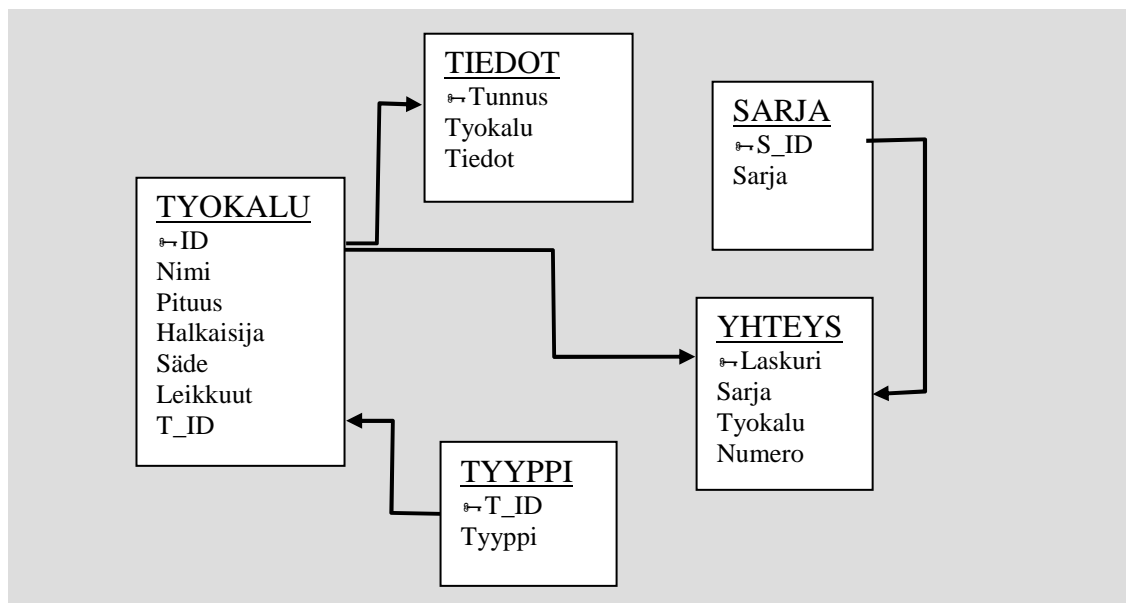 TIEDOT
Tunnus
Tyokalu
Tiedot
SARJA
S_ID
Sarja
TYOKALU
ID
Nimi
Pituus
Halkaisija
Säde
Leikkuut
T_ID
YHTEYS
Laskuri
Sarja
Tyokalu
Numero
TYYPPI
T_ID
Tyyppi